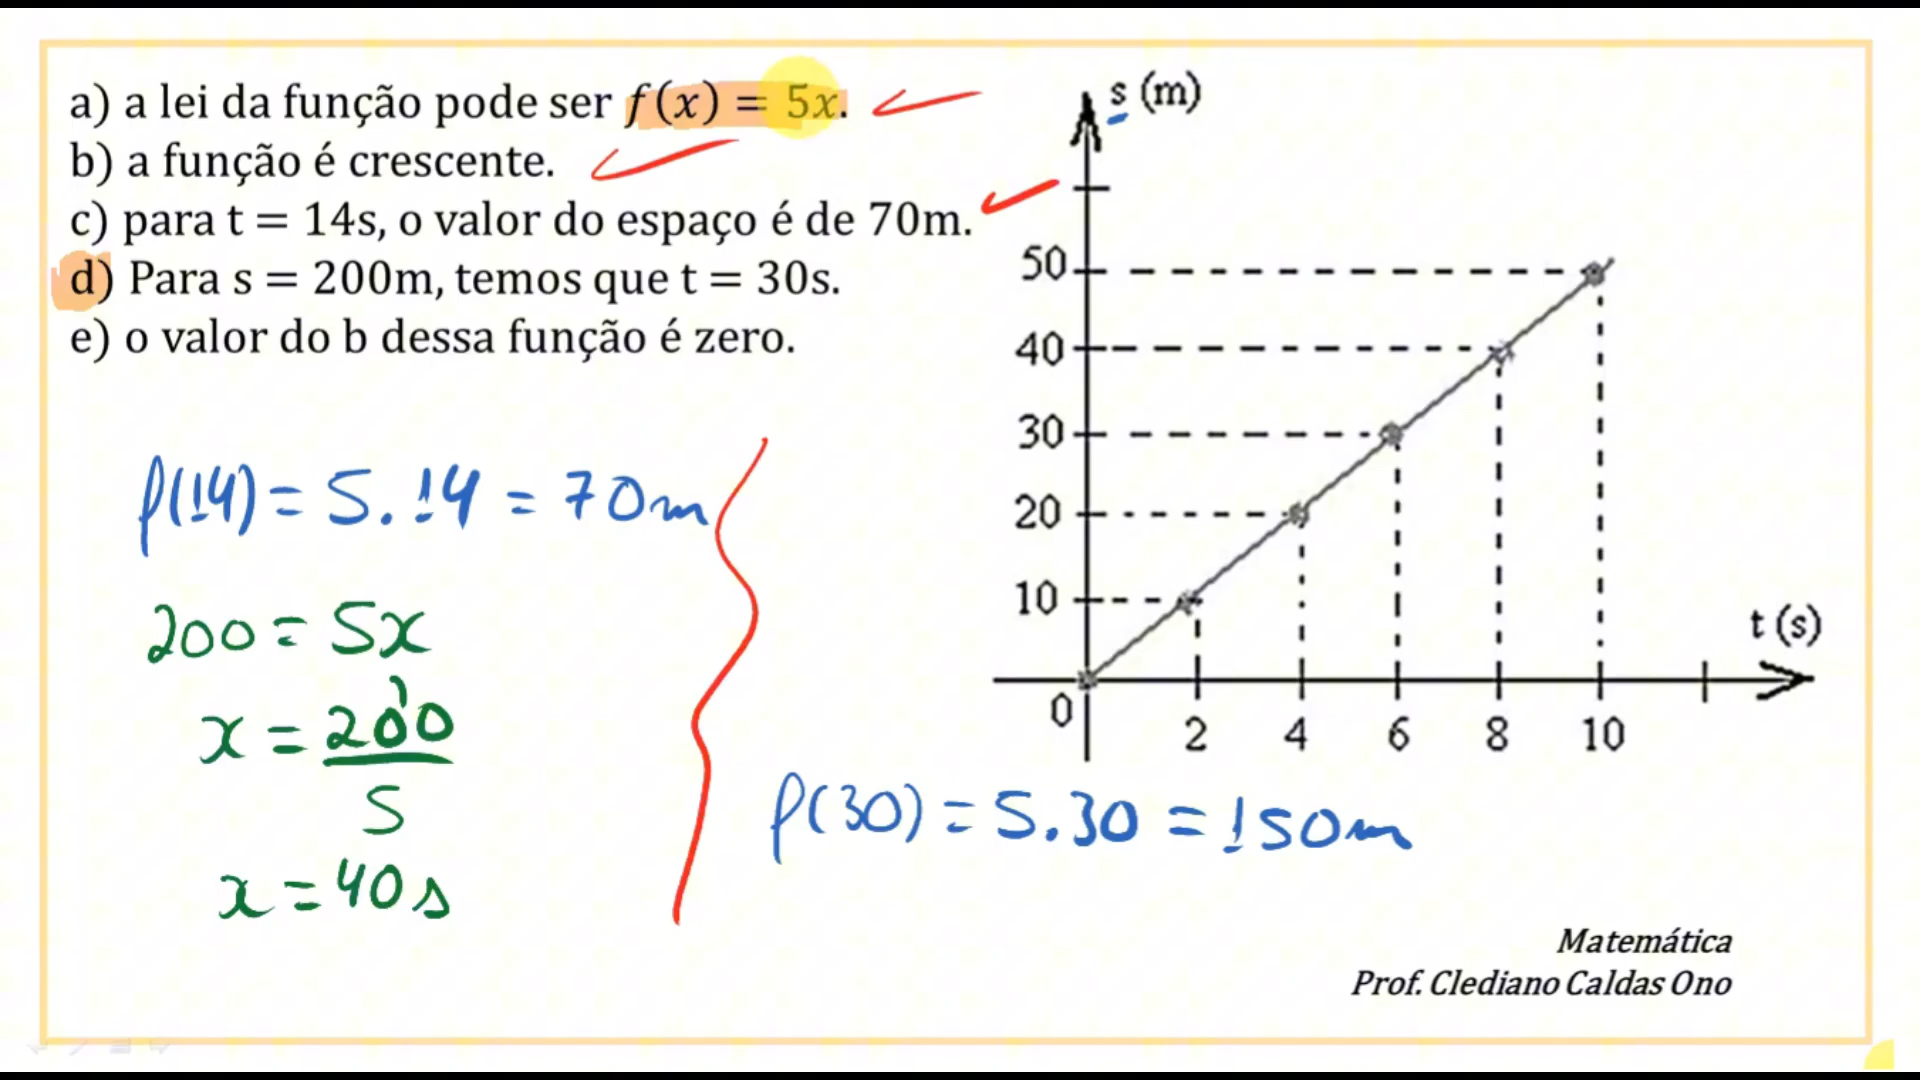 a) a lei da função pode ser f(x) = 5x.
b) a função é crescente.
c) para t = 14s, o valor do espaço é de 70m.
d) Para s = 200m, temos que t = 30s.
e) o valor do b dessa função é zero.
s (m)
50
40
30
20
10
0
2 4 6 8 10
t (s)
f(14) = 5.14 = 70m
200 = 5x
x = 200
5
x = 40s
f(30) = 5.30 = 150m
Matemática
Prof. Clediano Caldas Ono